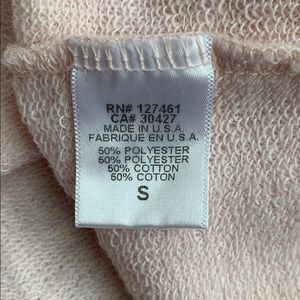 RN# 127461
CA# 30427
MADE IN U.S.A.
FABRIQUE EN U.S.A.
50% POLYESTER
50% POLYESTER
50% COTTON
50% COTON
S